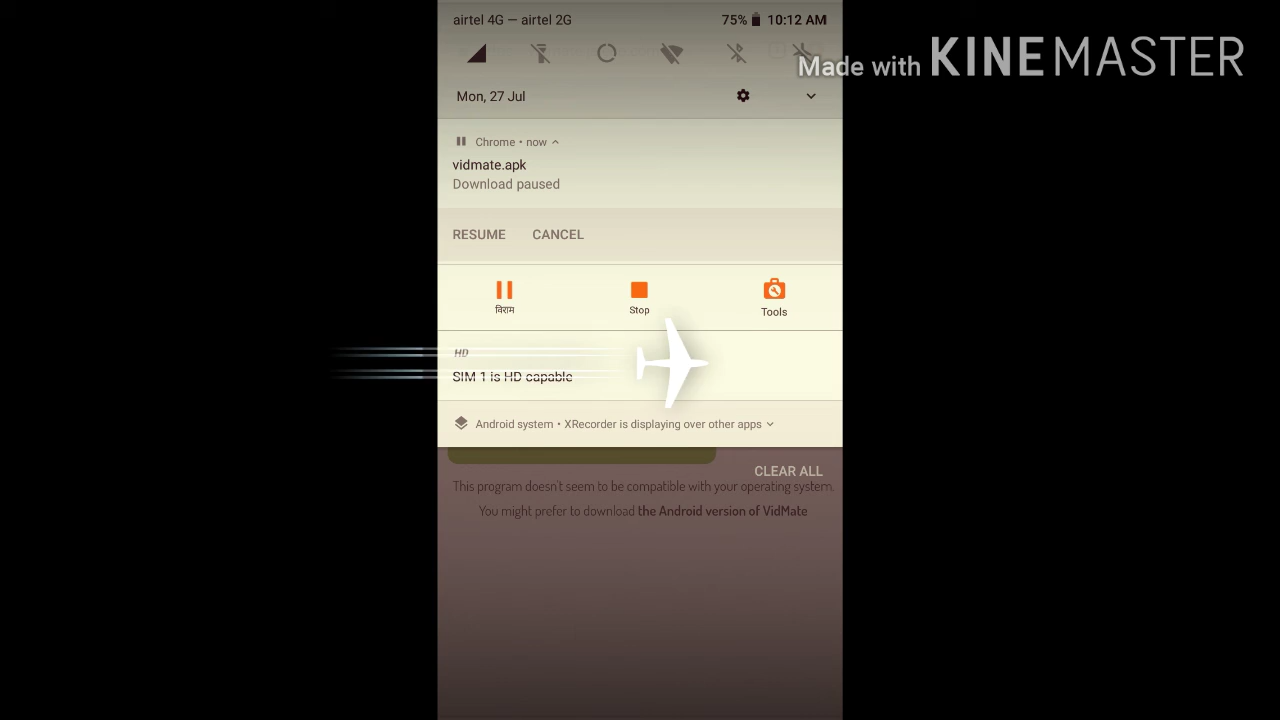 airtel 4G — airtel 2G 75% 10:12 AM
Made with KINEMASTER
Mon, 27 Jul
Chrome • now
vidmate.apk
Download paused
RESUME CANCEL
विराम Stop Tools
HD
SIM 1 is HD capable
Android system • XRecorder is displaying over other apps
CLEAR ALL
This program doesn't seem to be compatible with your operating system.
You might prefer to download the Android version of VidMate